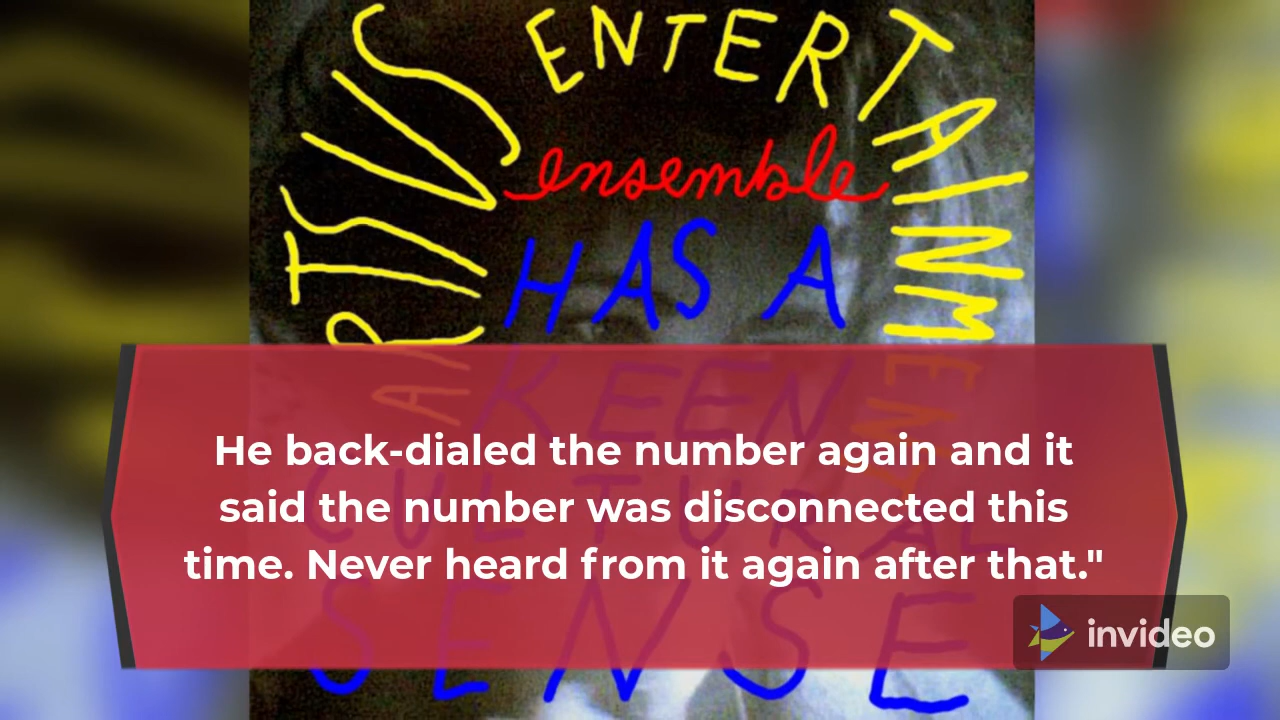 ARTSUS ENTERTAINMENT
ensemble
HAS A
KEEN
CULTURAL
SENSE
He back-dialed the number again and it
said the number was disconnected this
time. Never heard from it again after that."
invideo